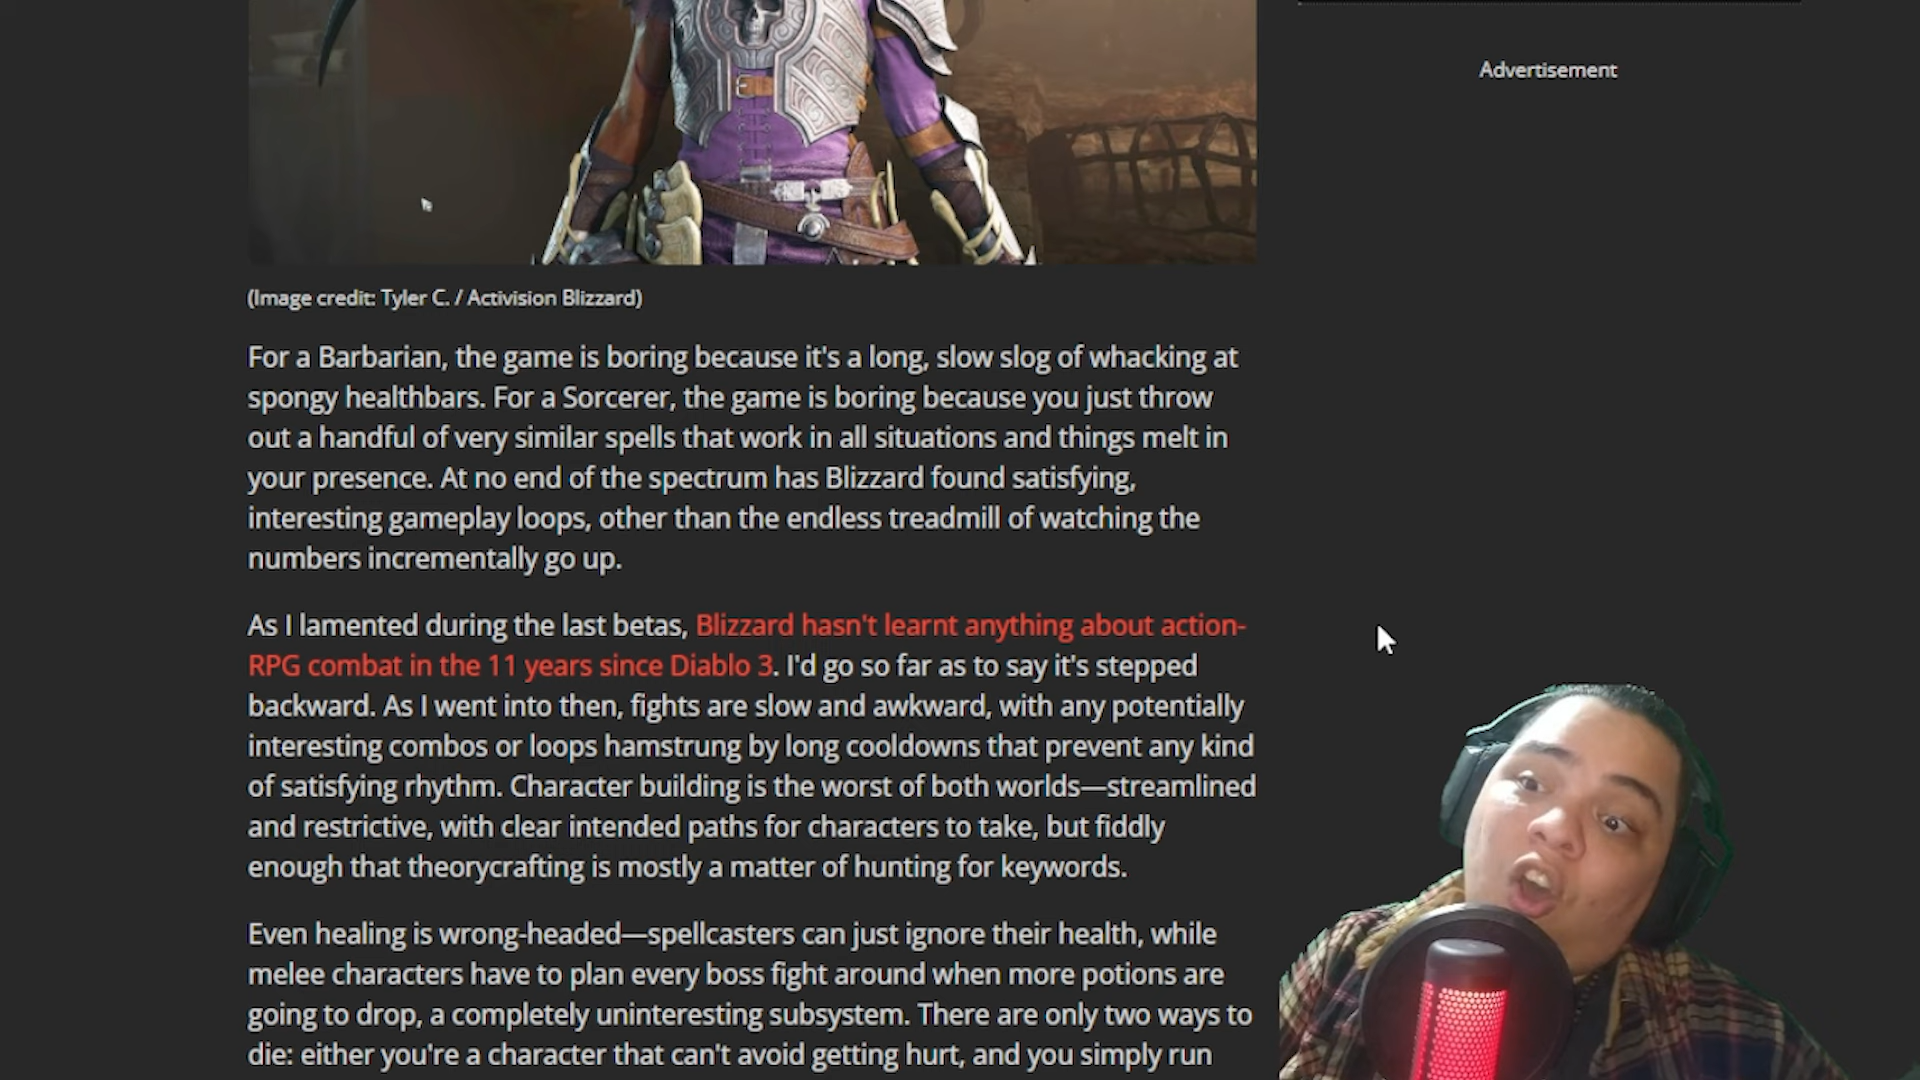 Advertisement
(Image credit: Tyler C. / Activision Blizzard)
For a Barbarian, the game is boring because it's a long, slow slog of whacking at
spongy healthbars. For a Sorcerer, the game is boring because you just throw
out a handful of very similar spells that work in all situations and things melt in
your presence. At no end of the spectrum has Blizzard found satisfying,
interesting gameplay loops, other than the endless treadmill of watching the
numbers incrementally go up.
As I lamented during the last betas, Blizzard hasn't learnt anything about action-
RPG combat in the 11 years since Diablo 3. I'd go so far as to say it's stepped
backward. As I went into then, fights are slow and awkward, with any potentially
interesting combos or loops hamstrung by long cooldowns that prevent any kind
of satisfying rhythm. Character building is the worst of both worlds—streamlined
and restrictive, with clear intended paths for characters to take, but fiddly
enough that theorycrafting is mostly a matter of hunting for keywords.
Even healing is wrong-headed—spellcasters can just ignore their health, while
melee characters have to plan every boss fight around when more potions are
going to drop, a completely uninteresting subsystem. There are only two ways to
die: either you're a character that can't avoid getting hurt, and you simply run